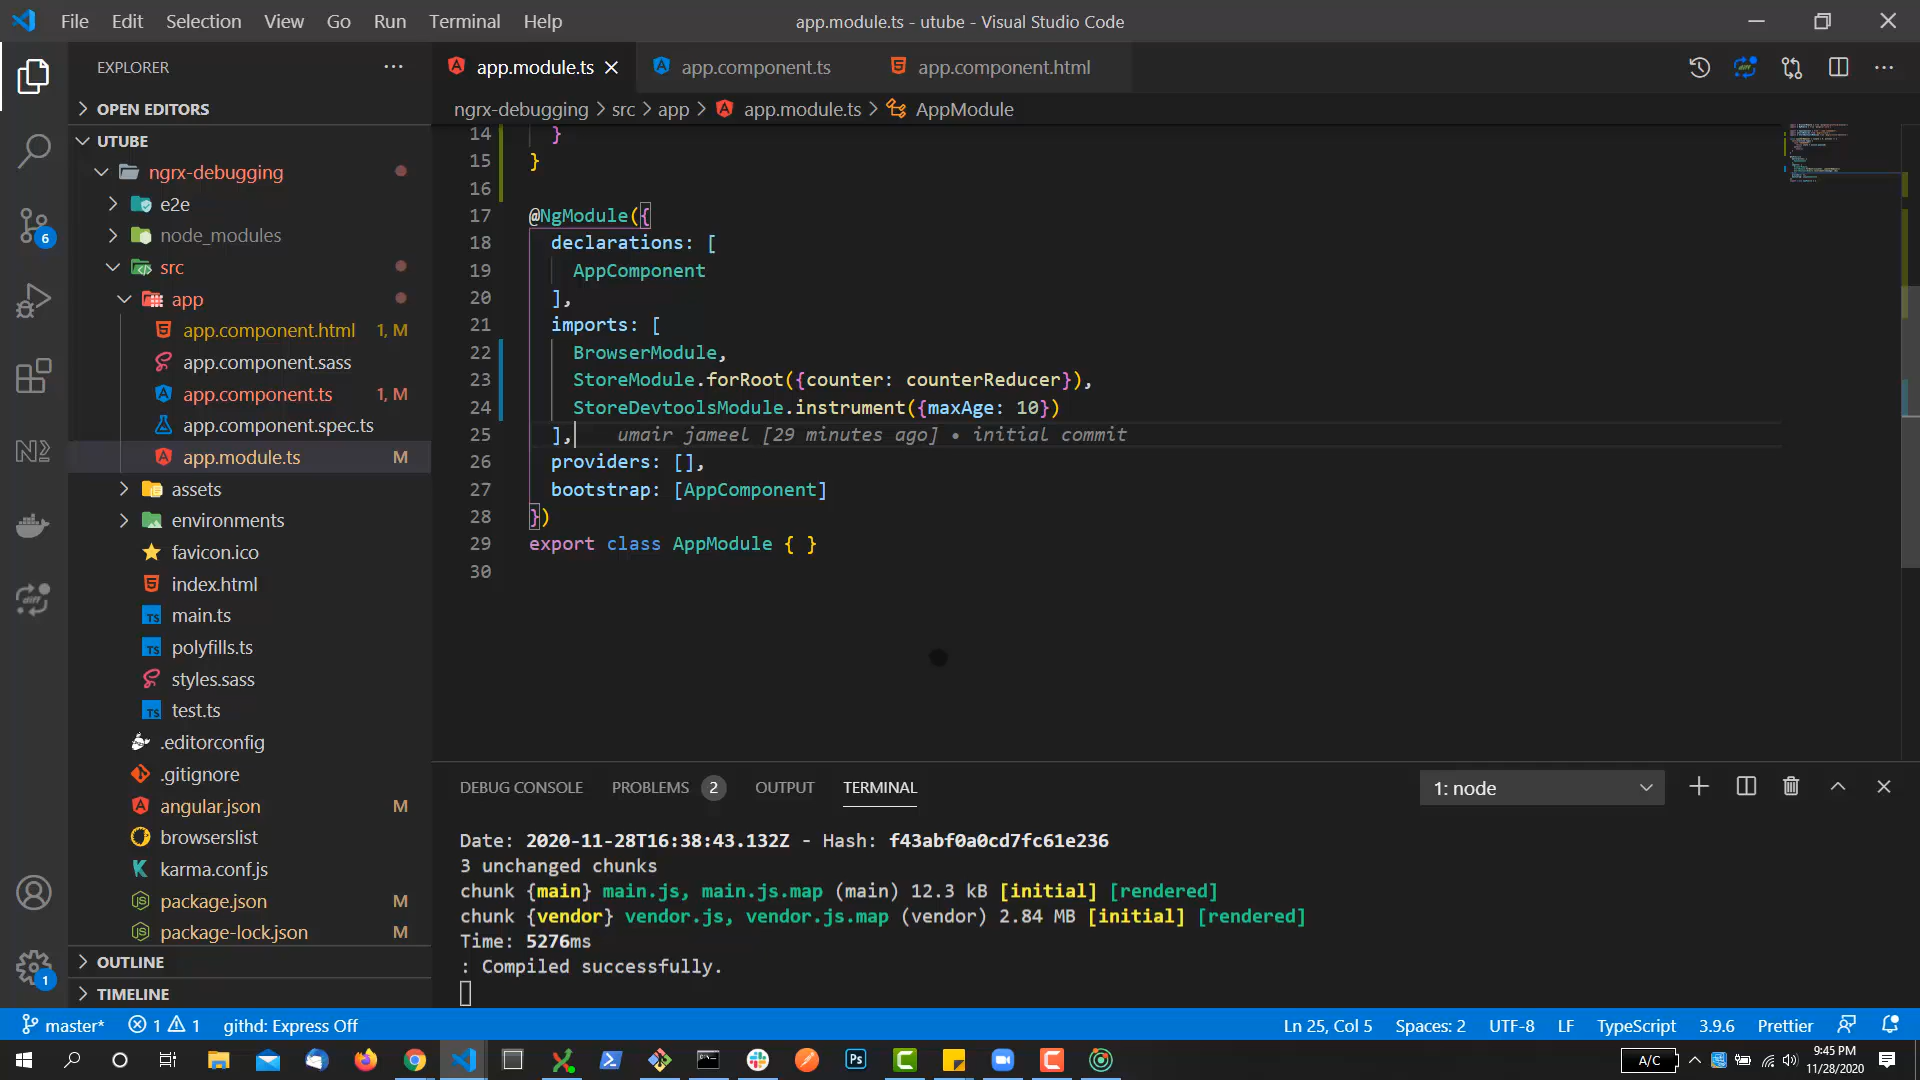 File Edit Selection View Go Run Terminal Help
app.module.ts - utube - Visual Studio Code
EXPLORER
OPEN EDITORS
UTUBE
ngrx-debugging
e2e
node_modules
src
app
app.component.html 1, M
app.component.sass
app.component.ts 1, M
app.component.spec.ts
app.module.ts M
assets
environments
favicon.ico
index.html
main.ts
polyfills.ts
styles.sass
test.ts
.editorconfig
.gitignore
angular.json M
browserslist
karma.conf.js
package.json M
package-lock.json M
OUTLINE
TIMELINE
6
1
app.module.ts
app.component.ts
app.component.html
ngrx-debugging > src > app > app.module.ts > AppModule
14 }
15 }
16
17 @NgModule({
18 declarations: [
19 AppComponent
20 ],
21 imports: [
22 BrowserModule,
23 StoreModule.forRoot({counter: counterReducer}),
24 StoreDevtoolsModule.instrument({maxAge: 10})
25 ], umair jameel [29 minutes ago] • initial commit
26 providers: [],
27 bootstrap: [AppComponent]
28 })
29 export class AppModule { }
30
DEBUG CONSOLE PROBLEMS 2 OUTPUT TERMINAL
1: node
Date: 2020-11-28T16:38:43.132Z - Hash: f43abf0a0cd7fc61e236
3 unchanged chunks
chunk {main} main.js, main.js.map (main) 12.3 kB [initial] [rendered]
chunk {vendor} vendor.js, vendor.js.map (vendor) 2.84 MB [initial] [rendered]
Time: 5276ms
: Compiled successfully.
master* 1 1 githd: Express Off
Ln 25, Col 5 Spaces: 2 UTF-8 LF TypeScript 3.9.6 Prettier
Ps
A/C
9:45 PM
11/28/2020